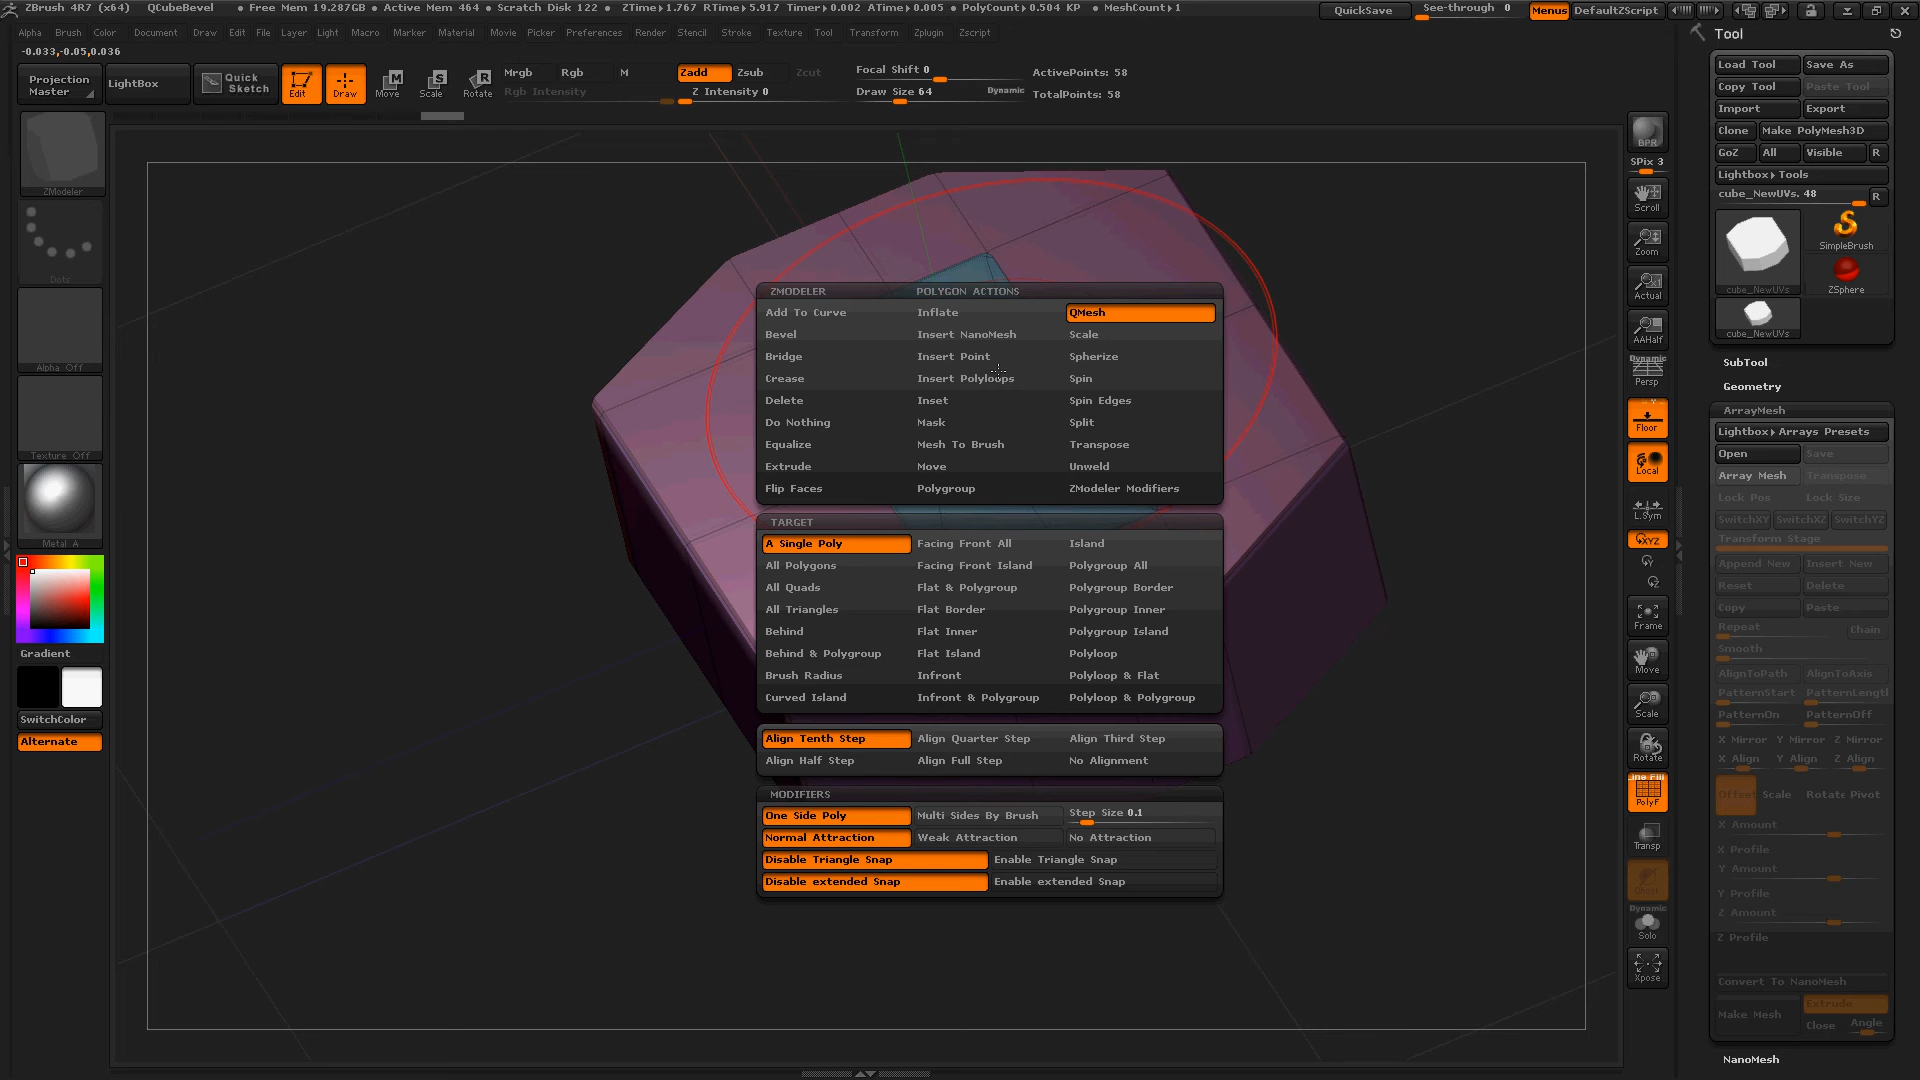 ZBrush 4R7 (x64) QCubeBevel • Free Mem 19.287GB • Active Mem 464 • Scratch Disk 122 • ZTime▸1.767 RTime▸5.917 Timer▸0.002 ATime▸0.005 • PolyCount▸0.504 KP • MeshCount▸1 QuickSave See-through 0 Menus DefaultZScript
Alpha Brush Color Document Draw Edit File Layer Light Macro Marker Material Movie Picker Preferences Render Stencil Stroke Texture Tool Transform Zplugin Zscript
-0.033,-0.05,0.036
Projection Master
LightBox
Quick Sketch
Edit
Draw
Move
Scale
Rotate
Mrgb Rgb M
Rgb Intensity
Zadd Zsub Zcut
Z Intensity 0
Focal Shift 0
Draw Size 64 Dynamic
ActivePoints: 58
TotalPoints: 58
ZModeler
Dots
Alpha Off
Texture Off
Metal A
Gradient
SwitchColor
Alternate
ZMODELER POLYGON ACTIONS
Add To Curve Inflate QMesh
Bevel Insert NanoMesh Scale
Bridge Insert Point Spherize
Crease Insert Polyloops Spin
Delete Inset Spin Edges
Do Nothing Mask Split
Equalize Mesh To Brush Transpose
Extrude Move Unweld
Flip Faces Polygroup ZModeler Modifiers
TARGET
A Single Poly Facing Front All Island
All Polygons Facing Front Island Polygroup All
All Quads Flat & Polygroup Polygroup Border
All Triangles Flat Border Polygroup Inner
Behind Flat Inner Polygroup Island
Behind & Polygroup Flat Island Polyloop
Brush Radius Infront Polyloop & Flat
Curved Island Infront & Polygroup Polyloop & Polygroup
Align Tenth Step Align Quarter Step Align Third Step
Align Half Step Align Full Step No Alignment
MODIFIERS
One Side Poly Multi Sides By Brush Step Size 0.1
Normal Attraction Weak Attraction No Attraction
Disable Triangle Snap Enable Triangle Snap
Disable extended Snap Enable extended Snap
BPR
SPix 3
Scroll
Zoom
Actual
AAHalf
Dynamic
Persp
Floor
Local
L.Sym
XYZ
Y
Z
Frame
Move
Scale
Rotate
Line Fill
PolyF
Transp
Ghost
Dynamic
Solo
Xpose
Tool
Load Tool Save As
Copy Tool Paste Tool
Import Export
Clone Make PolyMesh3D
GoZ All Visible R
Lightbox▸Tools
cube_NewUVs. 48 R
cube_NewUVs
SimpleBrush
ZSphere
cube_NewUVs
SubTool
Geometry
ArrayMesh
Lightbox▸Arrays Presets
Open Save
Array Mesh Transpose
Lock Pos Lock Size
SwitchXY SwitchXZ SwitchYZ
Transform Stage
Append New Insert New
Reset Delete
Copy Paste
Repeat Chain
Smooth
AlignToPath AlignToAxis
PatternStart PatternLength
PatternOn PatternOff
X Mirror Y Mirror Z Mirror
X Align Y Align Z Align
Offset Scale Rotate Pivot
X Amount
X Profile
Y Amount
Y Profile
Z Amount
Z Profile
Convert To NanoMesh
Make Mesh Extrude
Close Angle
NanoMesh